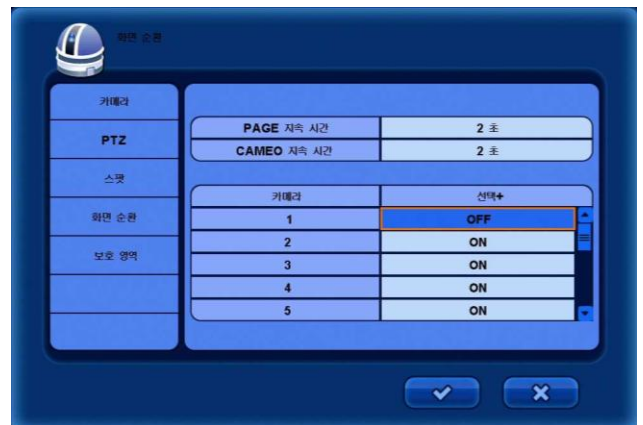 화면 순환
카메라
PTZ
스팟
화면 순환
보호 영역
PAGE 지속 시간 2 초
CAMEO 지속 시간 2 초
카메라 선택+
1 OFF
2 ON
3 ON
4 ON
5 ON